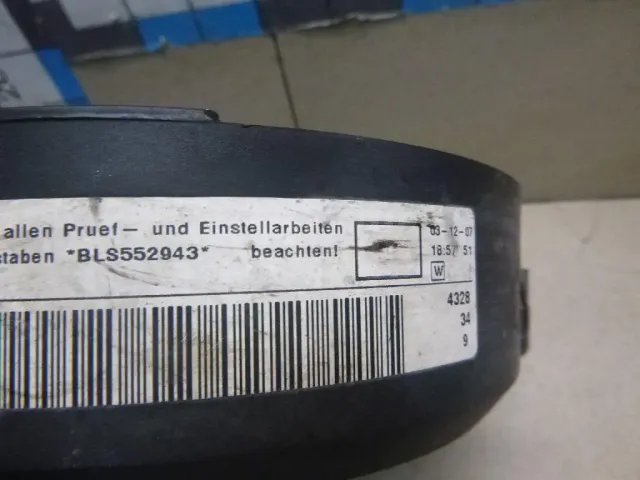 allen Pruef— und Einstellarbeiten
staben *BLS552943* beachten!
03-12-07
18:57 51
W
4328
34
9